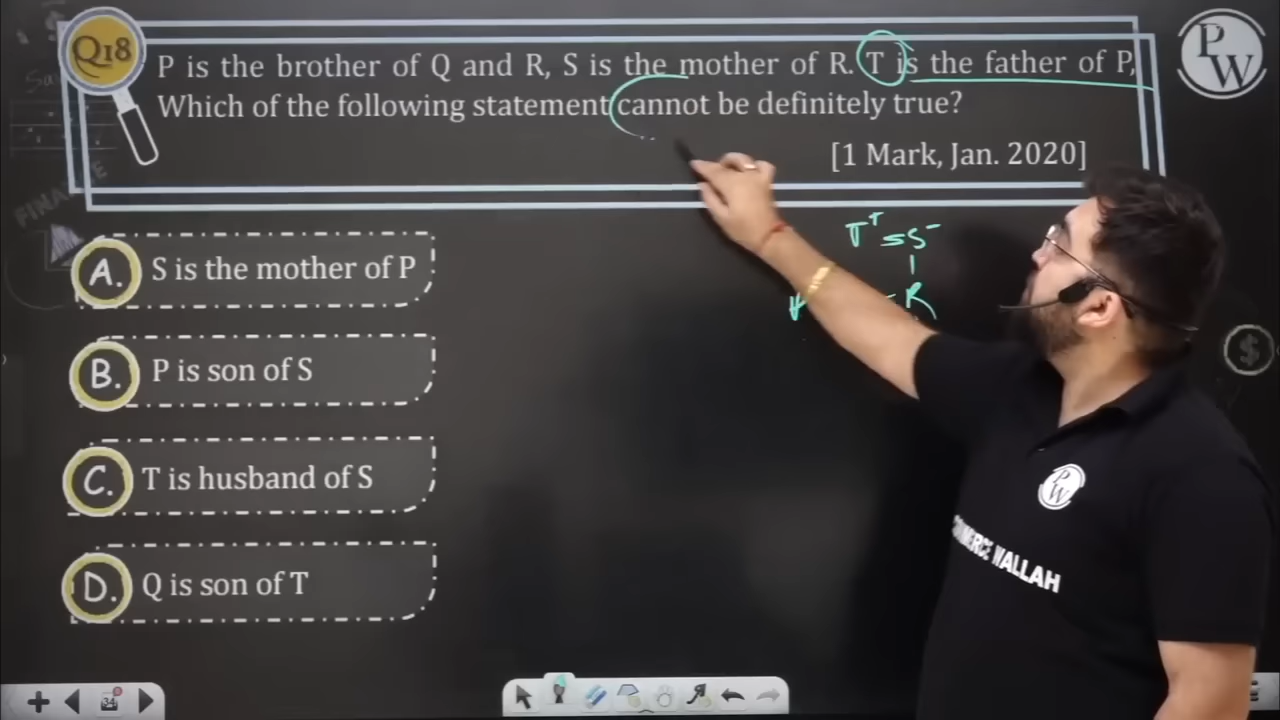 Q18
P is the brother of Q and R, S is the mother of R. T is the father of P,
Which of the following statement cannot be definitely true?
[1 Mark, Jan. 2020]
A. S is the mother of P
B. P is son of S
C. T is husband of S
D. Q is son of T
T+ = S-
R
P
W
P
W
WALLAH